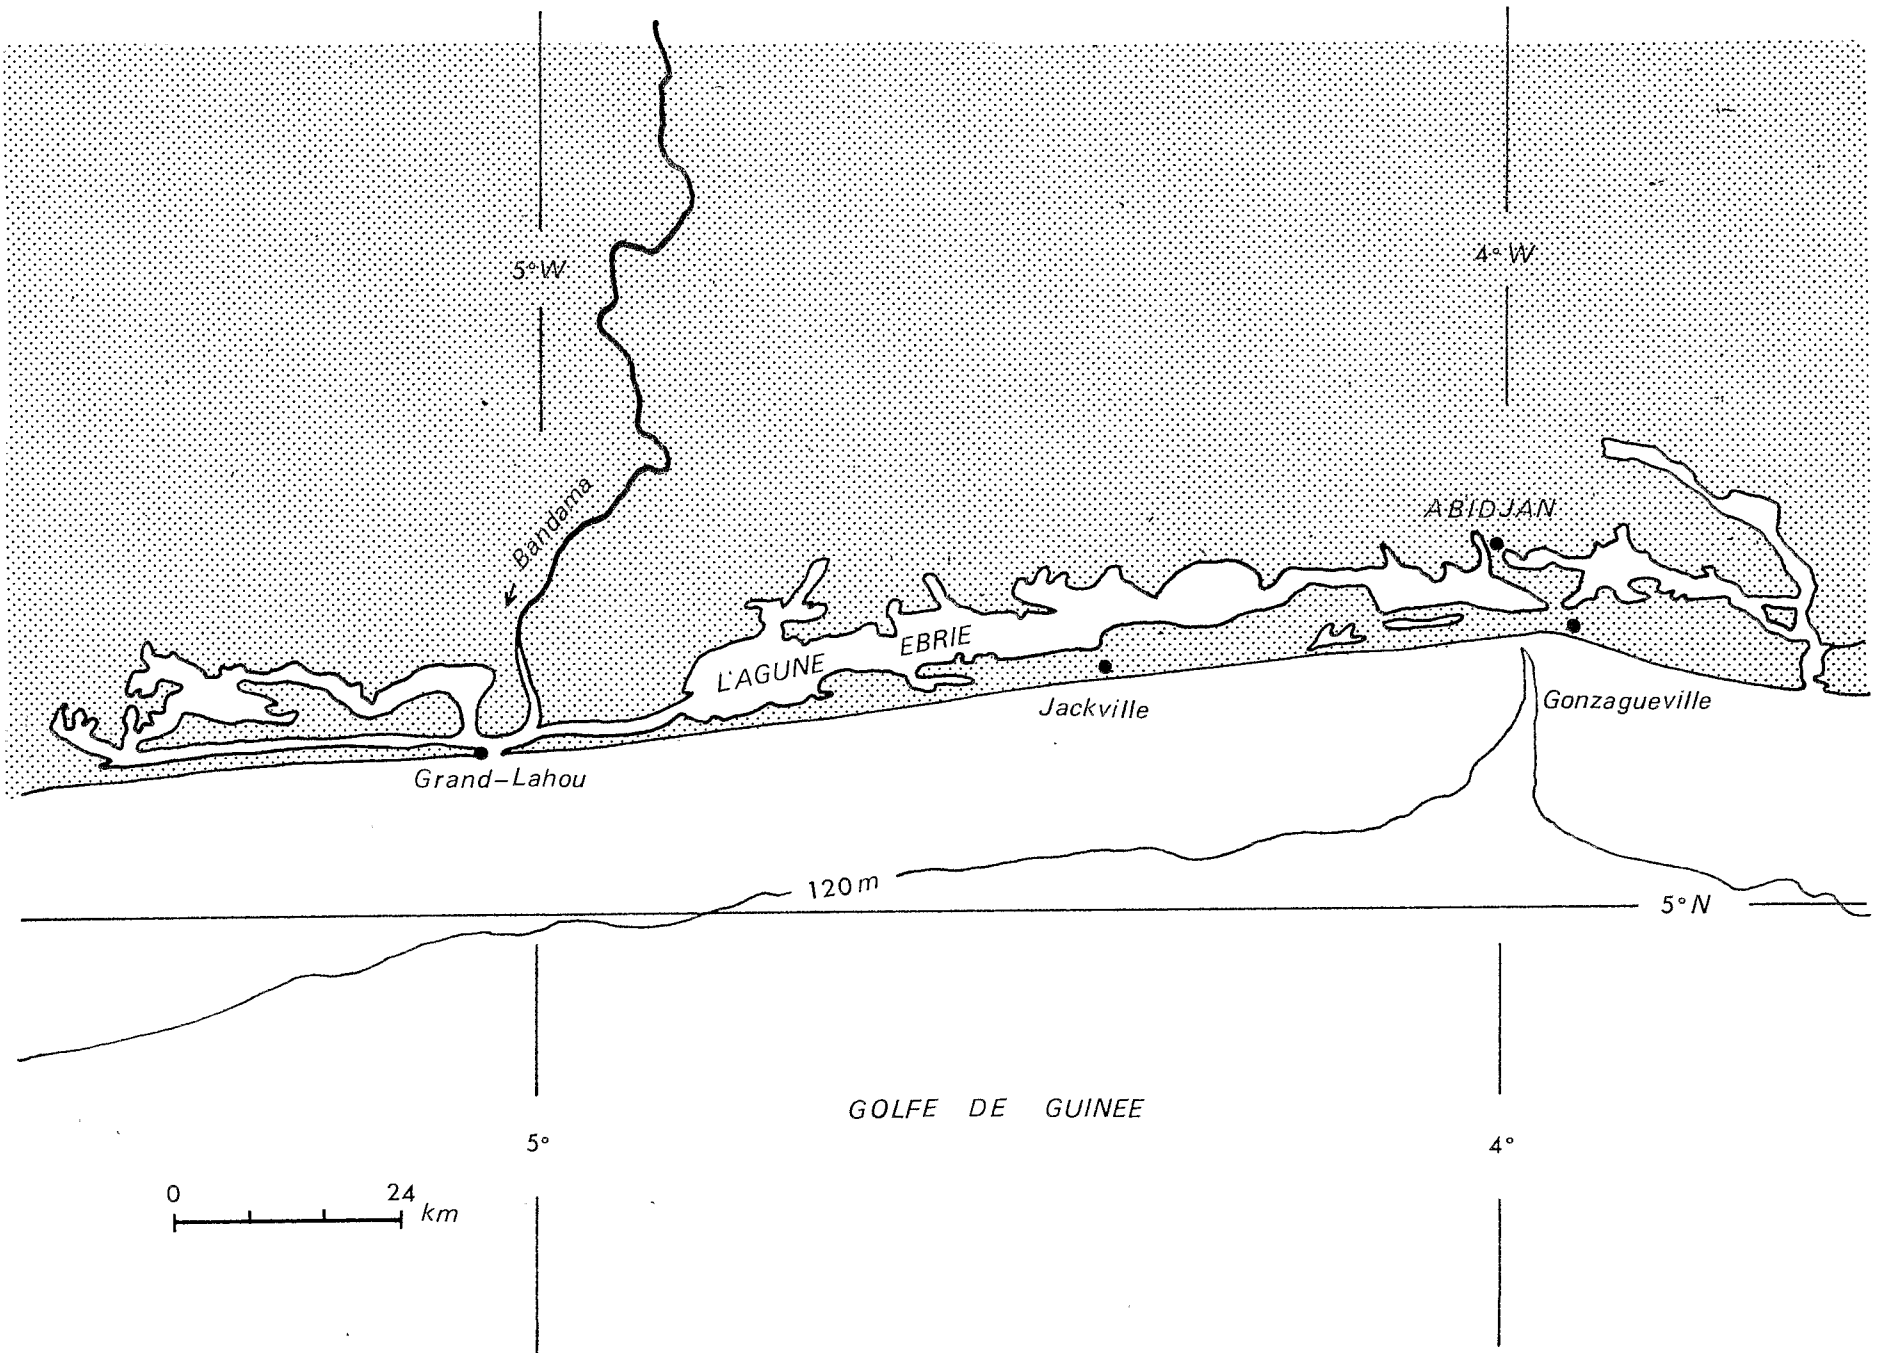 5° W
4° W
Bandama
ABIDJAN
L'AGUNE EBRIE
Jackville
Gonzagueville
Grand-Lahou
120 m
5° N
GOLFE DE GUINEE
5°
4°
0 24 km